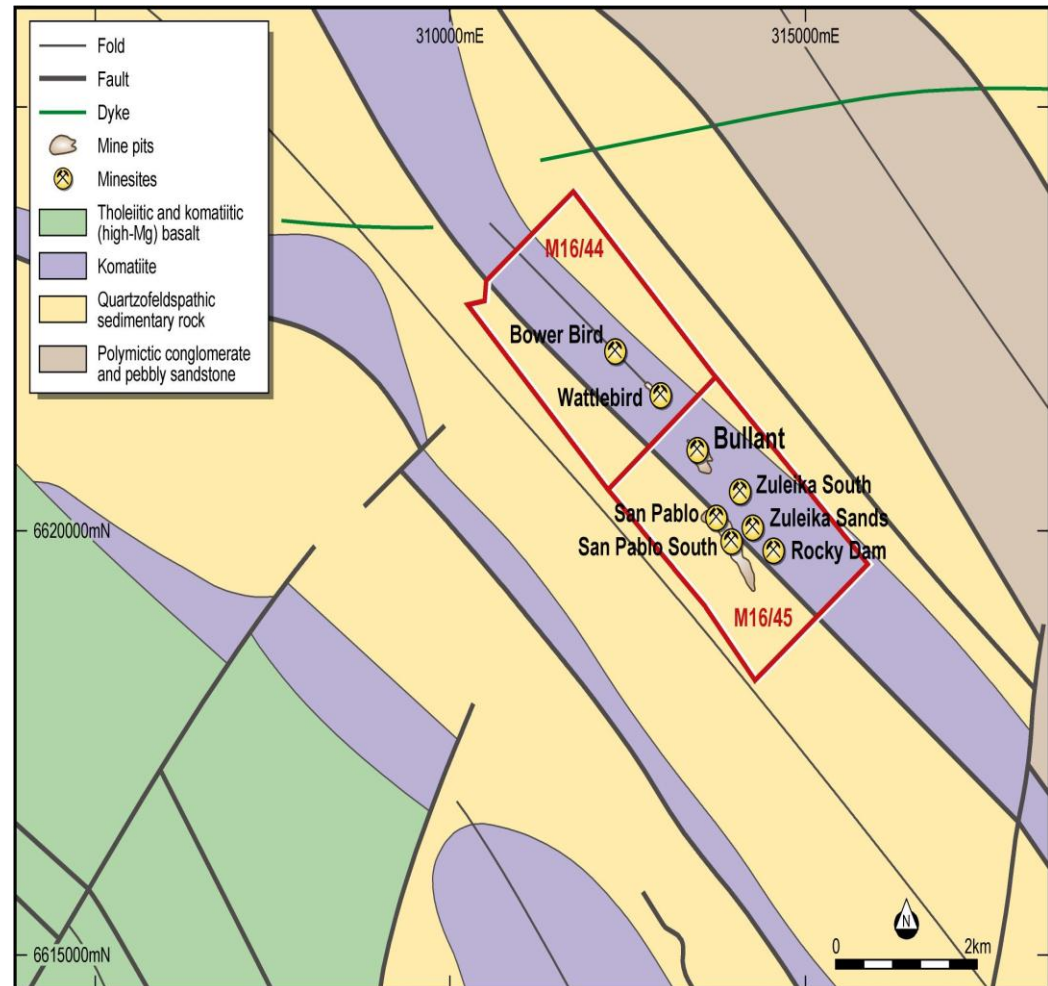 310000mE
315000mE
Fold
Fault
Dyke
Mine pits
Minesites
Tholeiitic and komatiitic
(high-Mg) basalt
Komatiite
Quartzofeldspathic
sedimentary rock
Polymictic conglomerate
and pebbly sandstone
M16/44
Bower Bird
Wattlebird
Bullant
Zuleika South
San Pablo
Zuleika Sands
San Pablo South
Rocky Dam
M16/45
6620000mN
6615000mN
N
0
2km